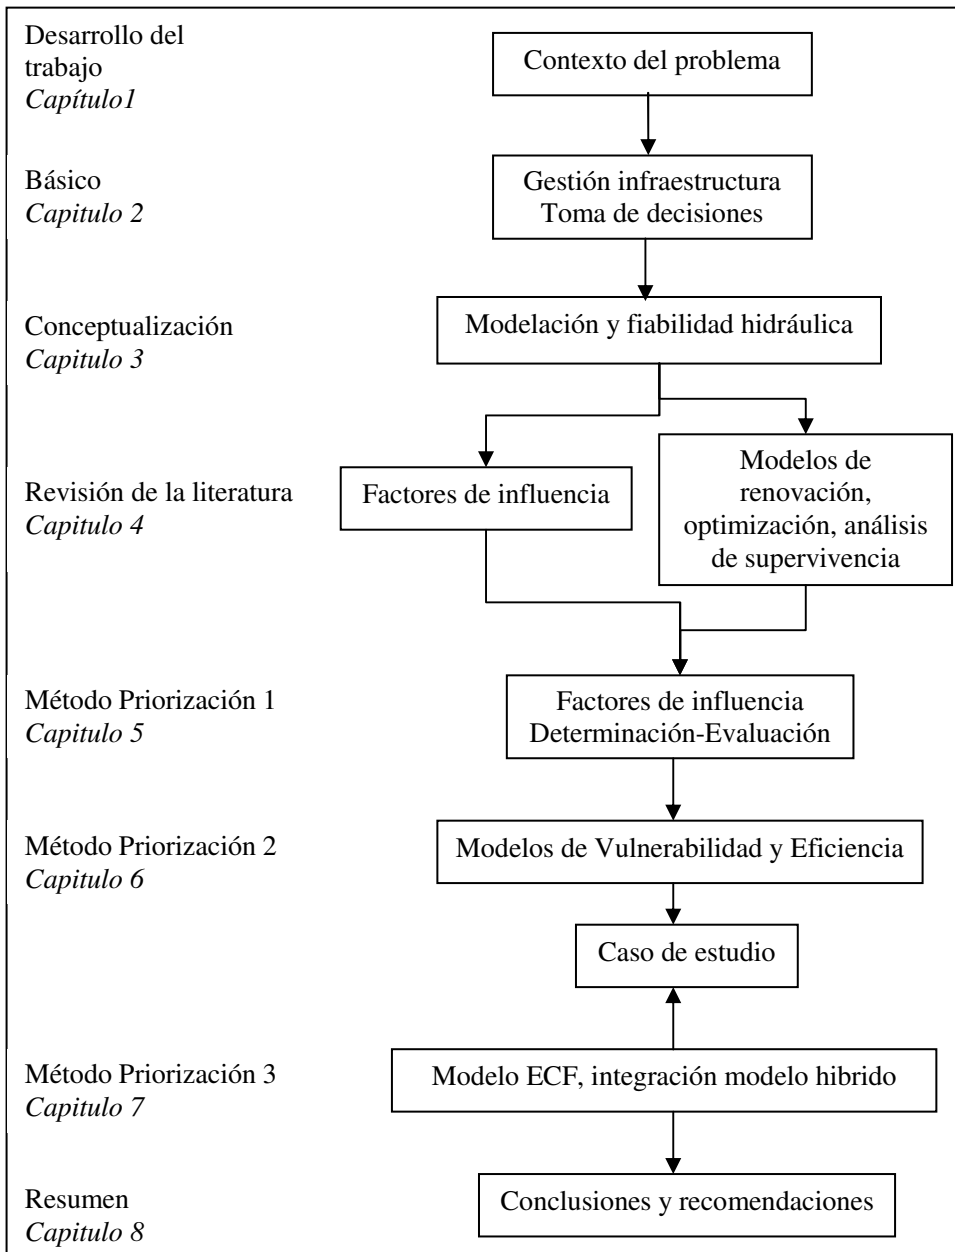 Desarrollo del
trabajo
Capítulo1
Contexto del problema
Básico
Capitulo 2
Gestión infraestructura
Toma de decisiones
Conceptualización
Capitulo 3
Modelación y fiabilidad hidráulica
Revisión de la literatura
Capitulo 4
Factores de influencia
Modelos de
renovación,
optimización, análisis
de supervivencia
Método Priorización 1
Capitulo 5
Factores de influencia
Determinación-Evaluación
Método Priorización 2
Capitulo 6
Modelos de Vulnerabilidad y Eficiencia
Caso de estudio
Método Priorización 3
Capitulo 7
Modelo ECF, integración modelo hibrido
Resumen
Capitulo 8
Conclusiones y recomendaciones